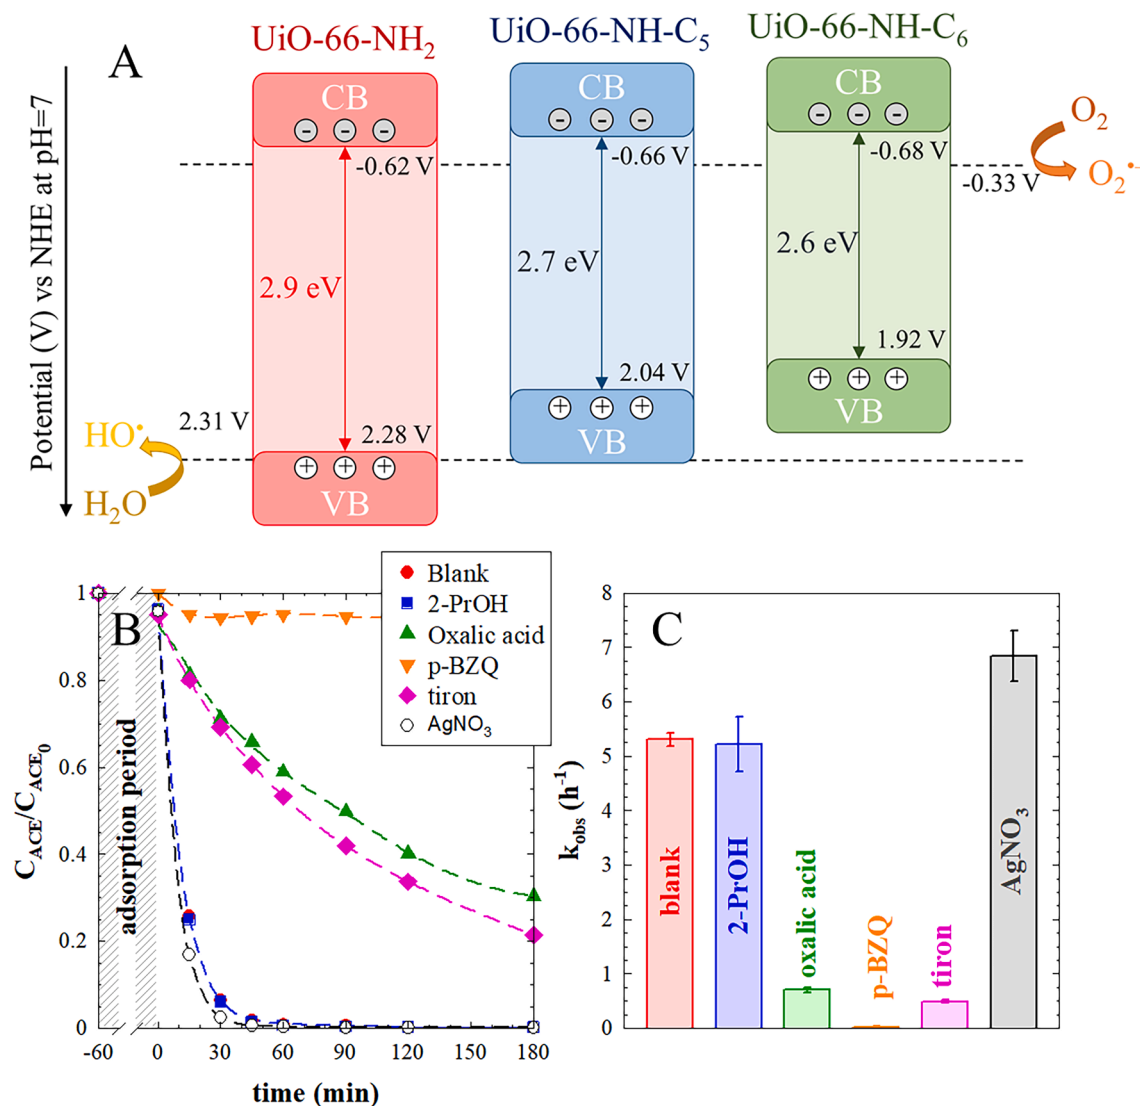 A
UiO-66-NH2
UiO-66-NH-C5
UiO-66-NH-C6
Potential (V) vs NHE at pH=7
CB
CB
CB
- - -
- - -
- - -
O2
O2•-
-0.62 V
-0.66 V
-0.68 V
-0.33 V
2.9 eV
2.7 eV
2.6 eV
2.31 V
2.28 V
2.04 V
1.92 V
HO•
H2O
+ + +
+ + +
+ + +
VB
VB
VB
B
Blank
2-PrOH
Oxalic acid
p-BZQ
tiron
AgNO3
CACE/CACE0
1
0.8
0.6
0.4
0.2
0
adsorption period
-60 0 30 60 90 120 150 180
time (min)
C
kobs (h-1)
8
7
6
5
4
3
2
1
0
blank
2-PrOH
oxalic acid
p-BZQ
tiron
AgNO3